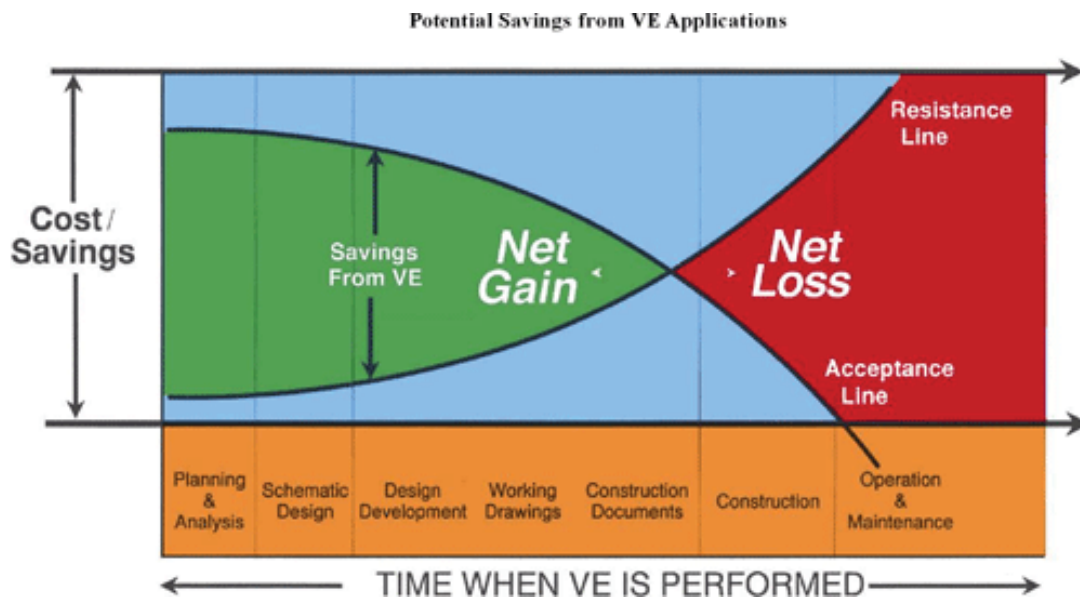 Potential Savings from VE Applications
Cost/
Savings
Savings
From VE
Net
Gain
Net
Loss
Resistance
Line
Acceptance
Line
Planning
&
Analysis
Schematic
Design
Design
Development
Working
Drawings
Construction
Documents
Construction
Operation
&
Maintenance
TIME WHEN VE IS PERFORMED